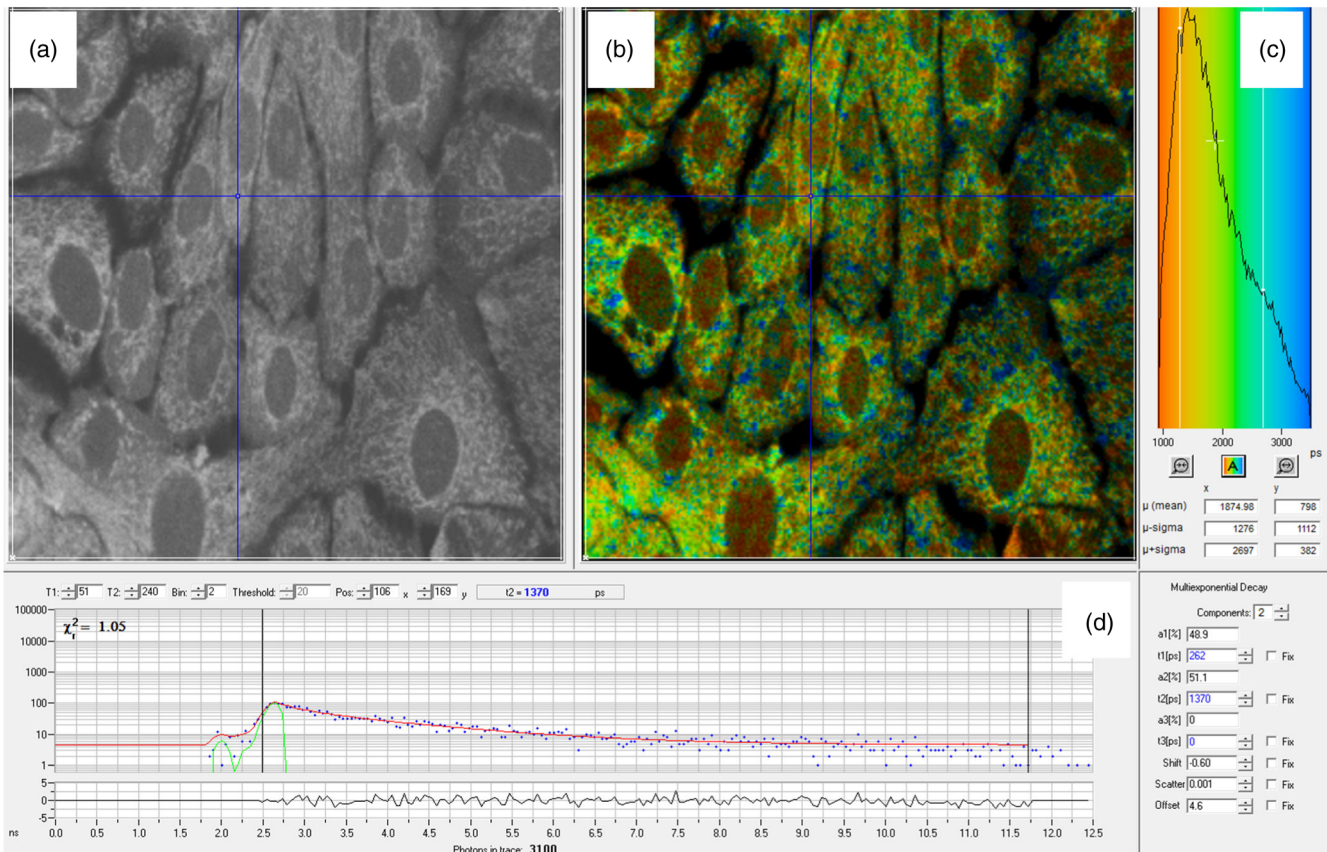 (a)
(b)
(c)
1000 2000 3000
ps
A
x y
μ (mean) 1874.98 798
μ-sigma 1276 1112
μ+sigma 2697 382
T1: 51 T2: 240 Bin: 2 Threshold: 20 Pos: 106 x 169 y t2 = 1370 ps
(d)
χr2 = 1.05
100000
10000
1000
100
10
1
5
0
-5
ns
0.0 0.5 1.0 1.5 2.0 2.5 3.0 3.5 4.0 4.5 5.0 5.5 6.0 6.5 7.0 7.5 8.0 8.5 9.0 9.5 10.0 10.5 11.0 11.5 12.0 12.5
Photons in trace: 3100
Multiexponential Decay
Components: 2
a1[%] 48.9
t1[ps] 262 Fix
a2[%] 51.1
t2[ps] 1370 Fix
a3[%] 0
t3[ps] 0 Fix
Shift -0.60 Fix
Scatter 0.001 Fix
Offset 4.6 Fix